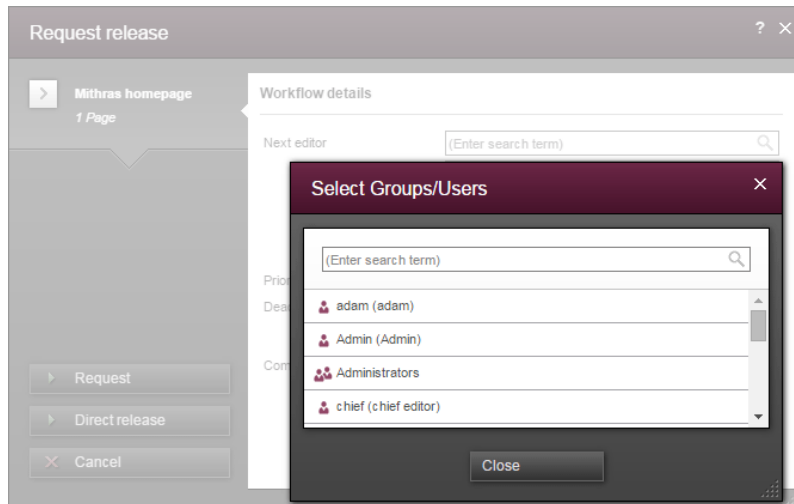 Request release
?
Mithras homepage
1 Page
Workflow details
Next editor
(Enter search term)
Select Groups/Users
(Enter search term)
adam (adam)
Admin (Admin)
Administrators
chief (chief editor)
Close
Request
Direct release
Cancel